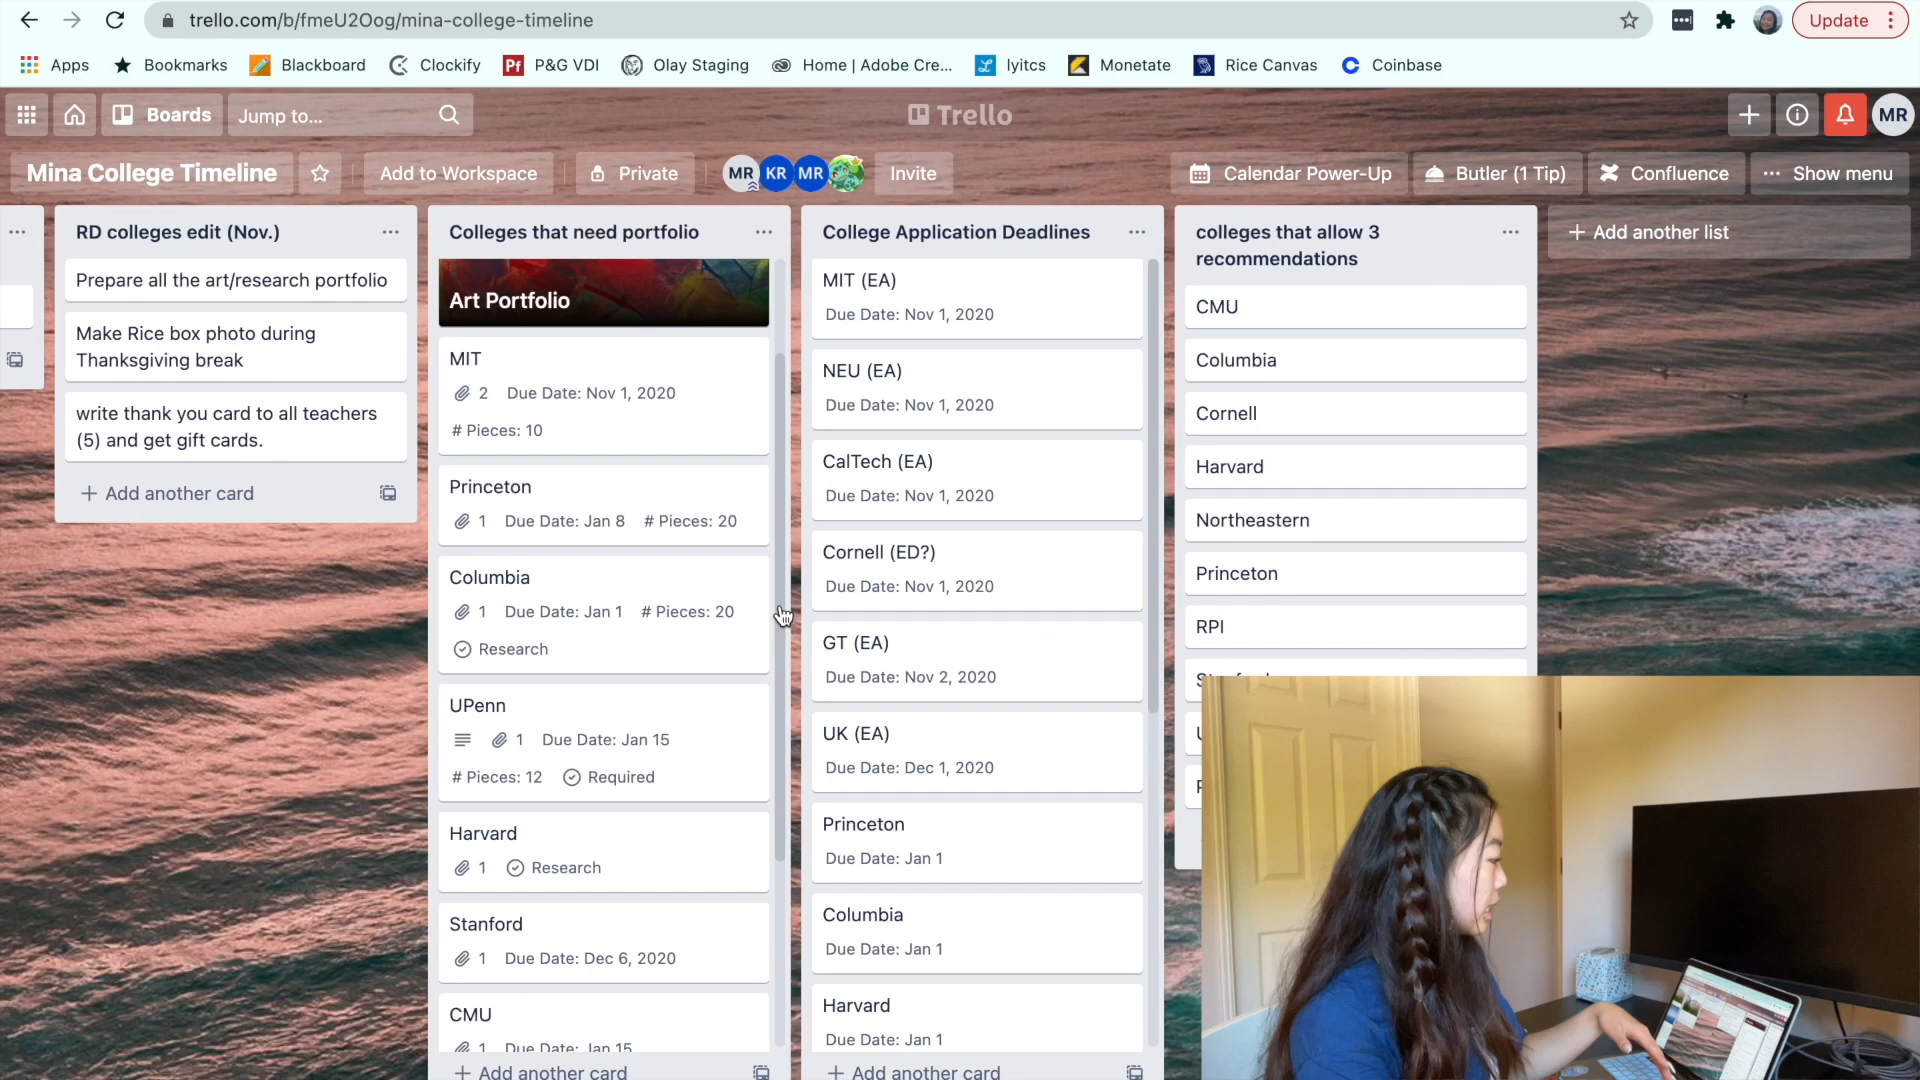 trello.com/b/fmeU2Oog/mina-college-timeline
Update
Apps
Bookmarks
Blackboard
Clockify
Pf P&G VDI
Olay Staging
Home | Adobe Cre...
lyitcs
Monetate
Rice Canvas
Coinbase
Boards
Jump to...
Trello
MR
Mina College Timeline
Add to Workspace
Private
MR
KR
MR
Invite
Calendar Power-Up
Butler (1 Tip)
Confluence
Show menu
RD colleges edit (Nov.)
Prepare all the art/research portfolio
Make Rice box photo during
Thanksgiving break
write thank you card to all teachers
(5) and get gift cards.
+ Add another card
Colleges that need portfolio
Art Portfolio
MIT
2 Due Date: Nov 1, 2020
# Pieces: 10
Princeton
1 Due Date: Jan 8 # Pieces: 20
Columbia
1 Due Date: Jan 1 # Pieces: 20
Research
UPenn
1 Due Date: Jan 15
# Pieces: 12 Required
Harvard
1 Research
Stanford
1 Due Date: Dec 6, 2020
CMU
1 Due Date: Jan 15
+ Add another card
College Application Deadlines
MIT (EA)
Due Date: Nov 1, 2020
NEU (EA)
Due Date: Nov 1, 2020
CalTech (EA)
Due Date: Nov 1, 2020
Cornell (ED?)
Due Date: Nov 1, 2020
GT (EA)
Due Date: Nov 2, 2020
UK (EA)
Due Date: Dec 1, 2020
Princeton
Due Date: Jan 1
Columbia
Due Date: Jan 1
Harvard
Due Date: Jan 1
+ Add another card
colleges that allow 3
recommendations
CMU
Columbia
Cornell
Harvard
Northeastern
Princeton
RPI
+ Add another list